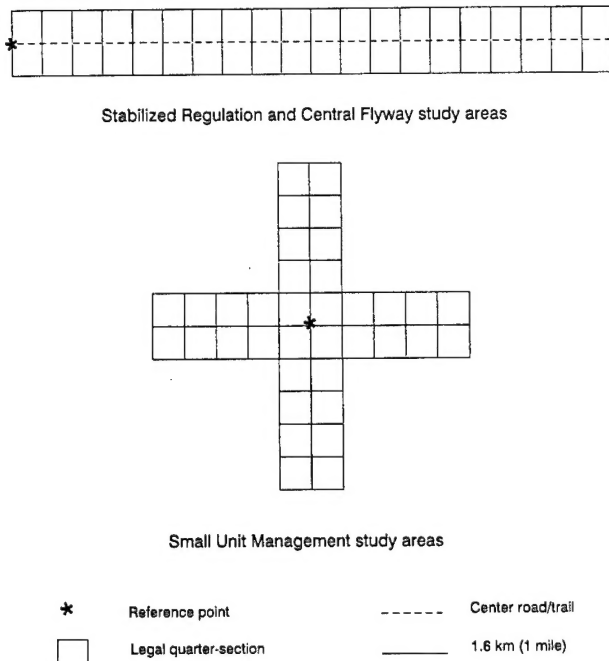 Stabilized Regulation and Central Flyway study areas
Small Unit Management study areas
* Reference point
Center road/trail
Legal quarter-section
1.6 km (1 mile)